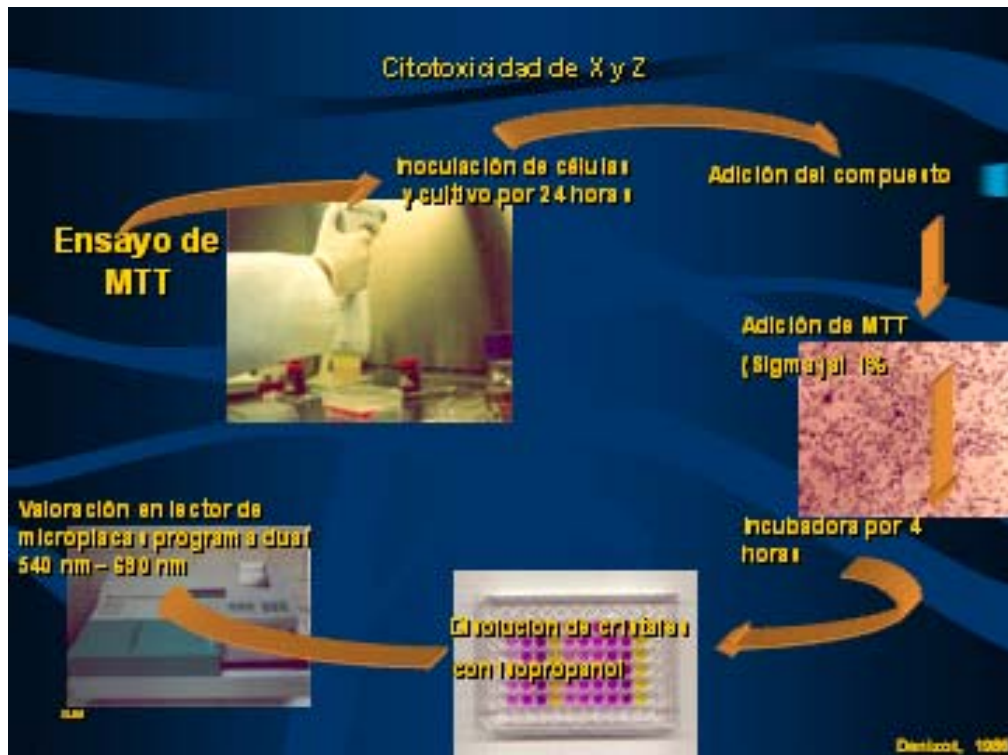 Citotoxicidad de X y Z
Inoculación de células
y cultivo por 24 horas
Adición del compuesto
Ensayo de
MTT
Adición de MTT
(Sigma)al 1%
Incubadora por 4
horas
Valoración en lector de
microplacas programa dual
540 nm – 690 nm
Disolución de cristales
con Isopropanol